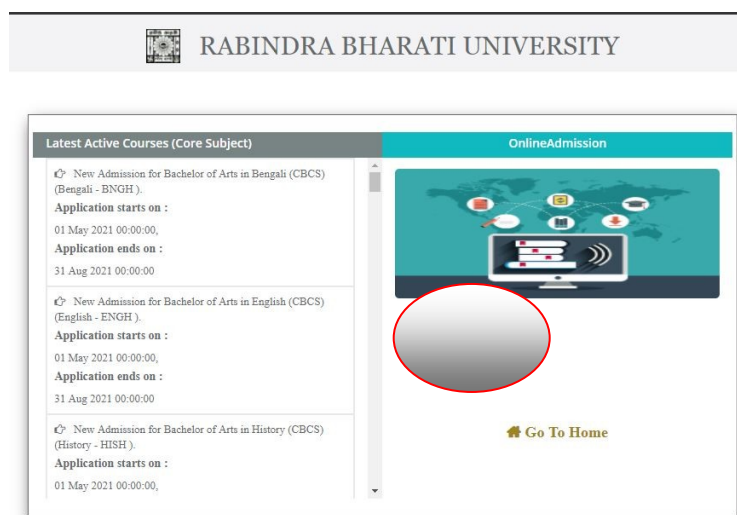 RABINDRA BHARATI UNIVERSITY
Latest Active Courses (Core Subject)
New Admission for Bachelor of Arts in Bengali (CBCS)
(Bengali - BNGH ).
Application starts on :
01 May 2021 00:00:00,
Application ends on :
31 Aug 2021 00:00:00
New Admission for Bachelor of Arts in English (CBCS)
(English - ENGH ).
Application starts on :
01 May 2021 00:00:00,
Application ends on :
31 Aug 2021 00:00:00
New Admission for Bachelor of Arts in History (CBCS)
(History - HISH ).
Application starts on :
01 May 2021 00:00:00,
OnlineAdmission
Go To Home